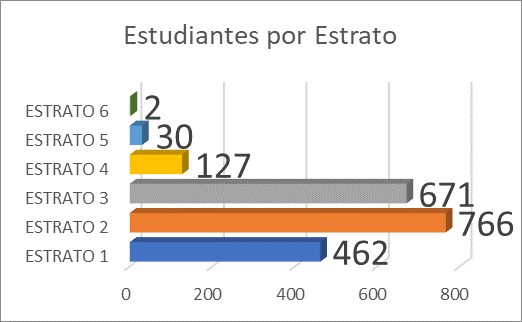 Estudiantes por Estrato
ESTRATO 6 2
ESTRATO 5 30
ESTRATO 4 127
ESTRATO 3 671
ESTRATO 2 766
ESTRATO 1 462
0 200 400 600 800